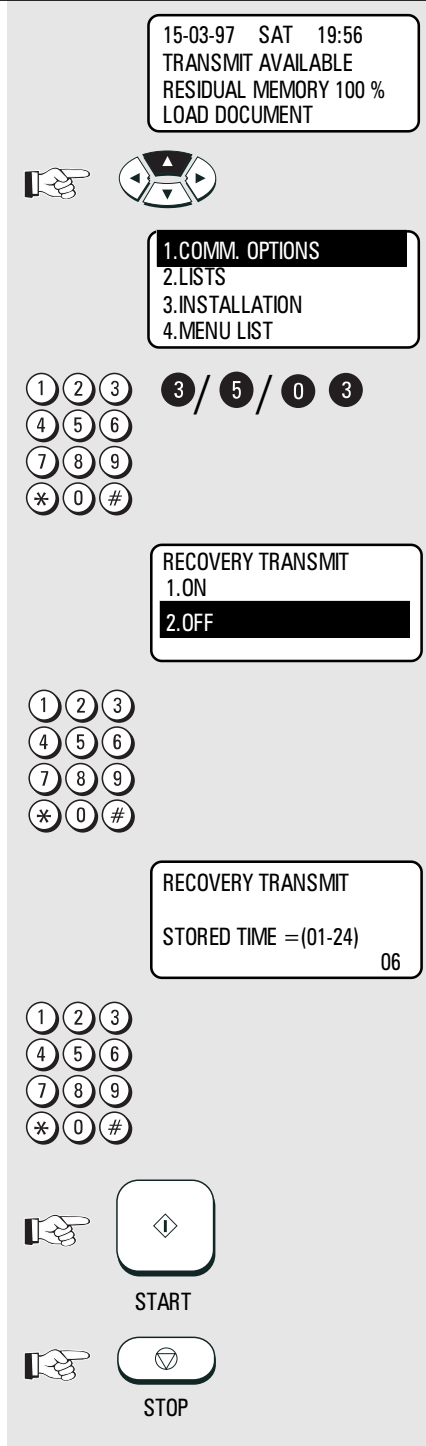 15-03-97 SAT 19:56
TRANSMIT AVAILABLE
RESIDUAL MEMORY 100 %
LOAD DOCUMENT
1.COMM. OPTIONS
2.LISTS
3.INSTALLATION
4.MENU LIST
1 2 3 3 / 5 / 0 3
4 5 6
7 8 9
* 0 #
RECOVERY TRANSMIT
1.ON
2.OFF
1 2 3
4 5 6
7 8 9
* 0 #
RECOVERY TRANSMIT
STORED TIME =(01-24)
06
1 2 3
4 5 6
7 8 9
* 0 #
START
STOP